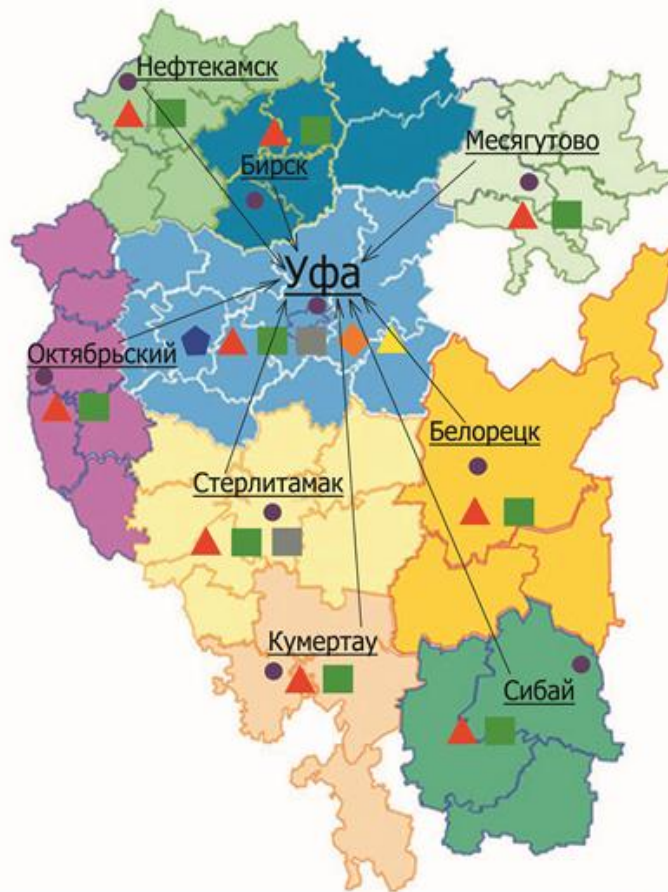 Нефтекамск
Месягутово
Бирск
Уфа
Октябрьский
Белорецк
Стерлитамак
Кумертау
Сибай